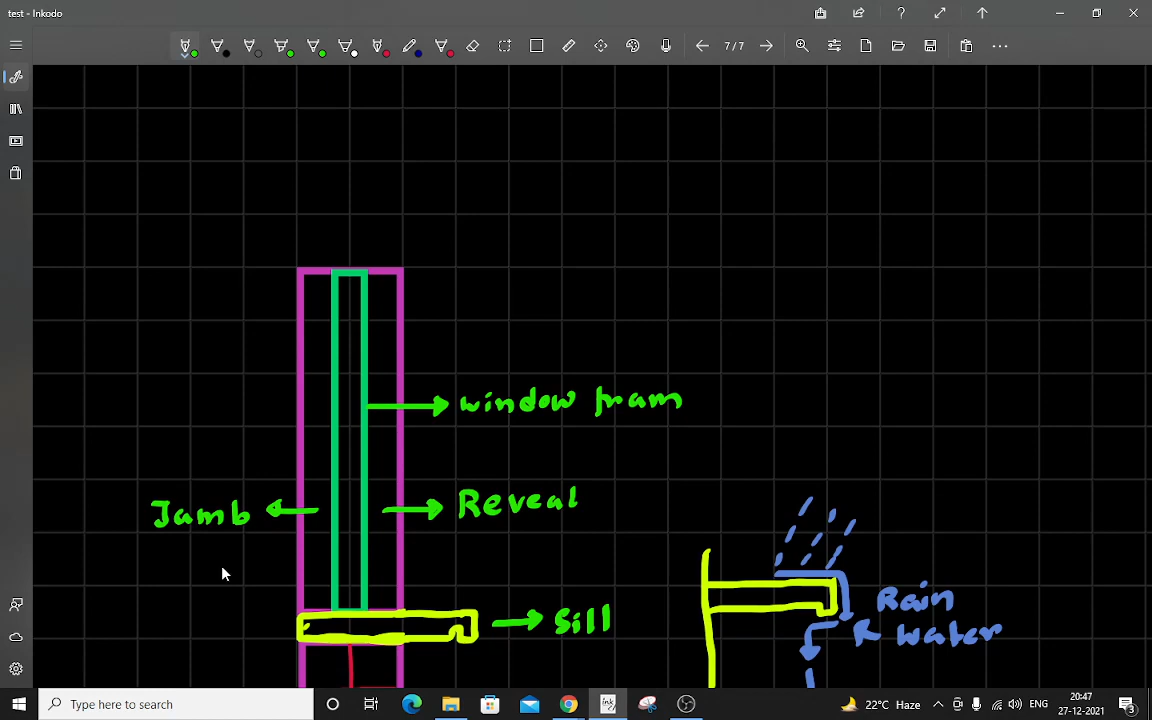 test - Inkodo
7/7
window fram
Jamb
Reveal
Sill
Rain
R water
Type here to search
22°C Haze
ENG
20:47
27-12-2021
3